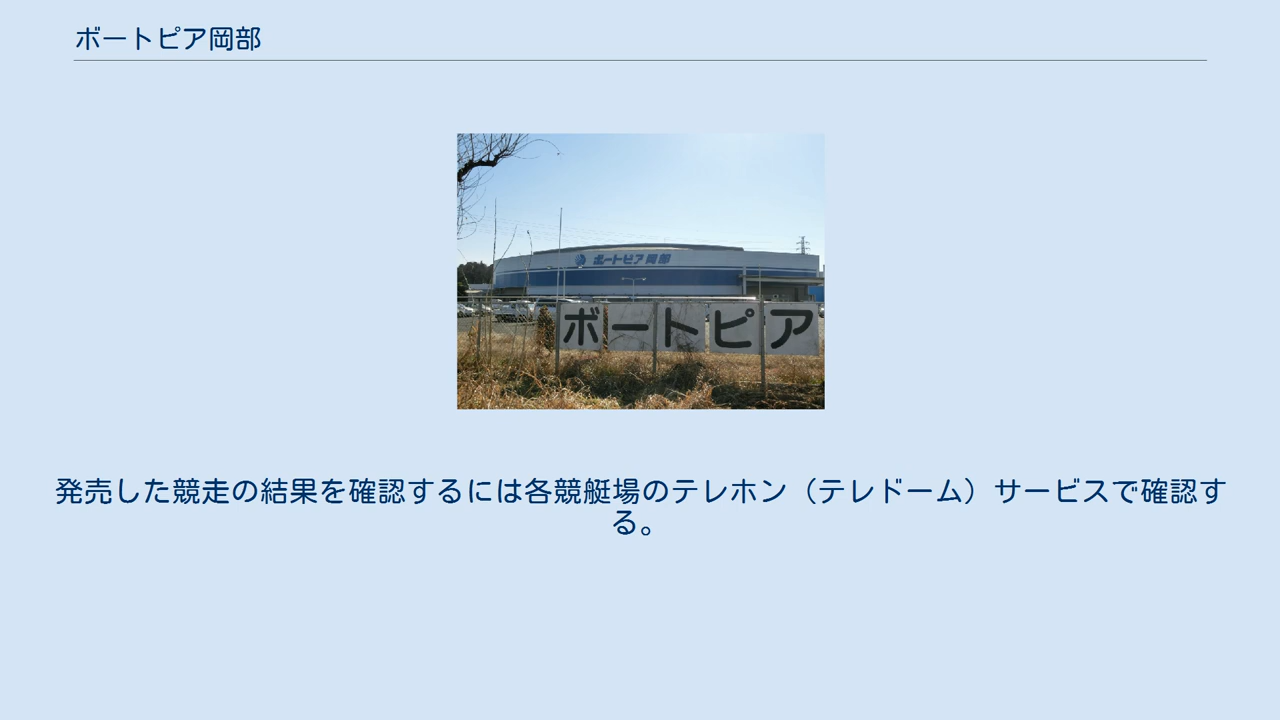 ボートピア岡部
ボートピア岡部
ボートピア
発売した競走の結果を確認するには各競艇場のテレホン（テレドーム）サービスで確認す
る。